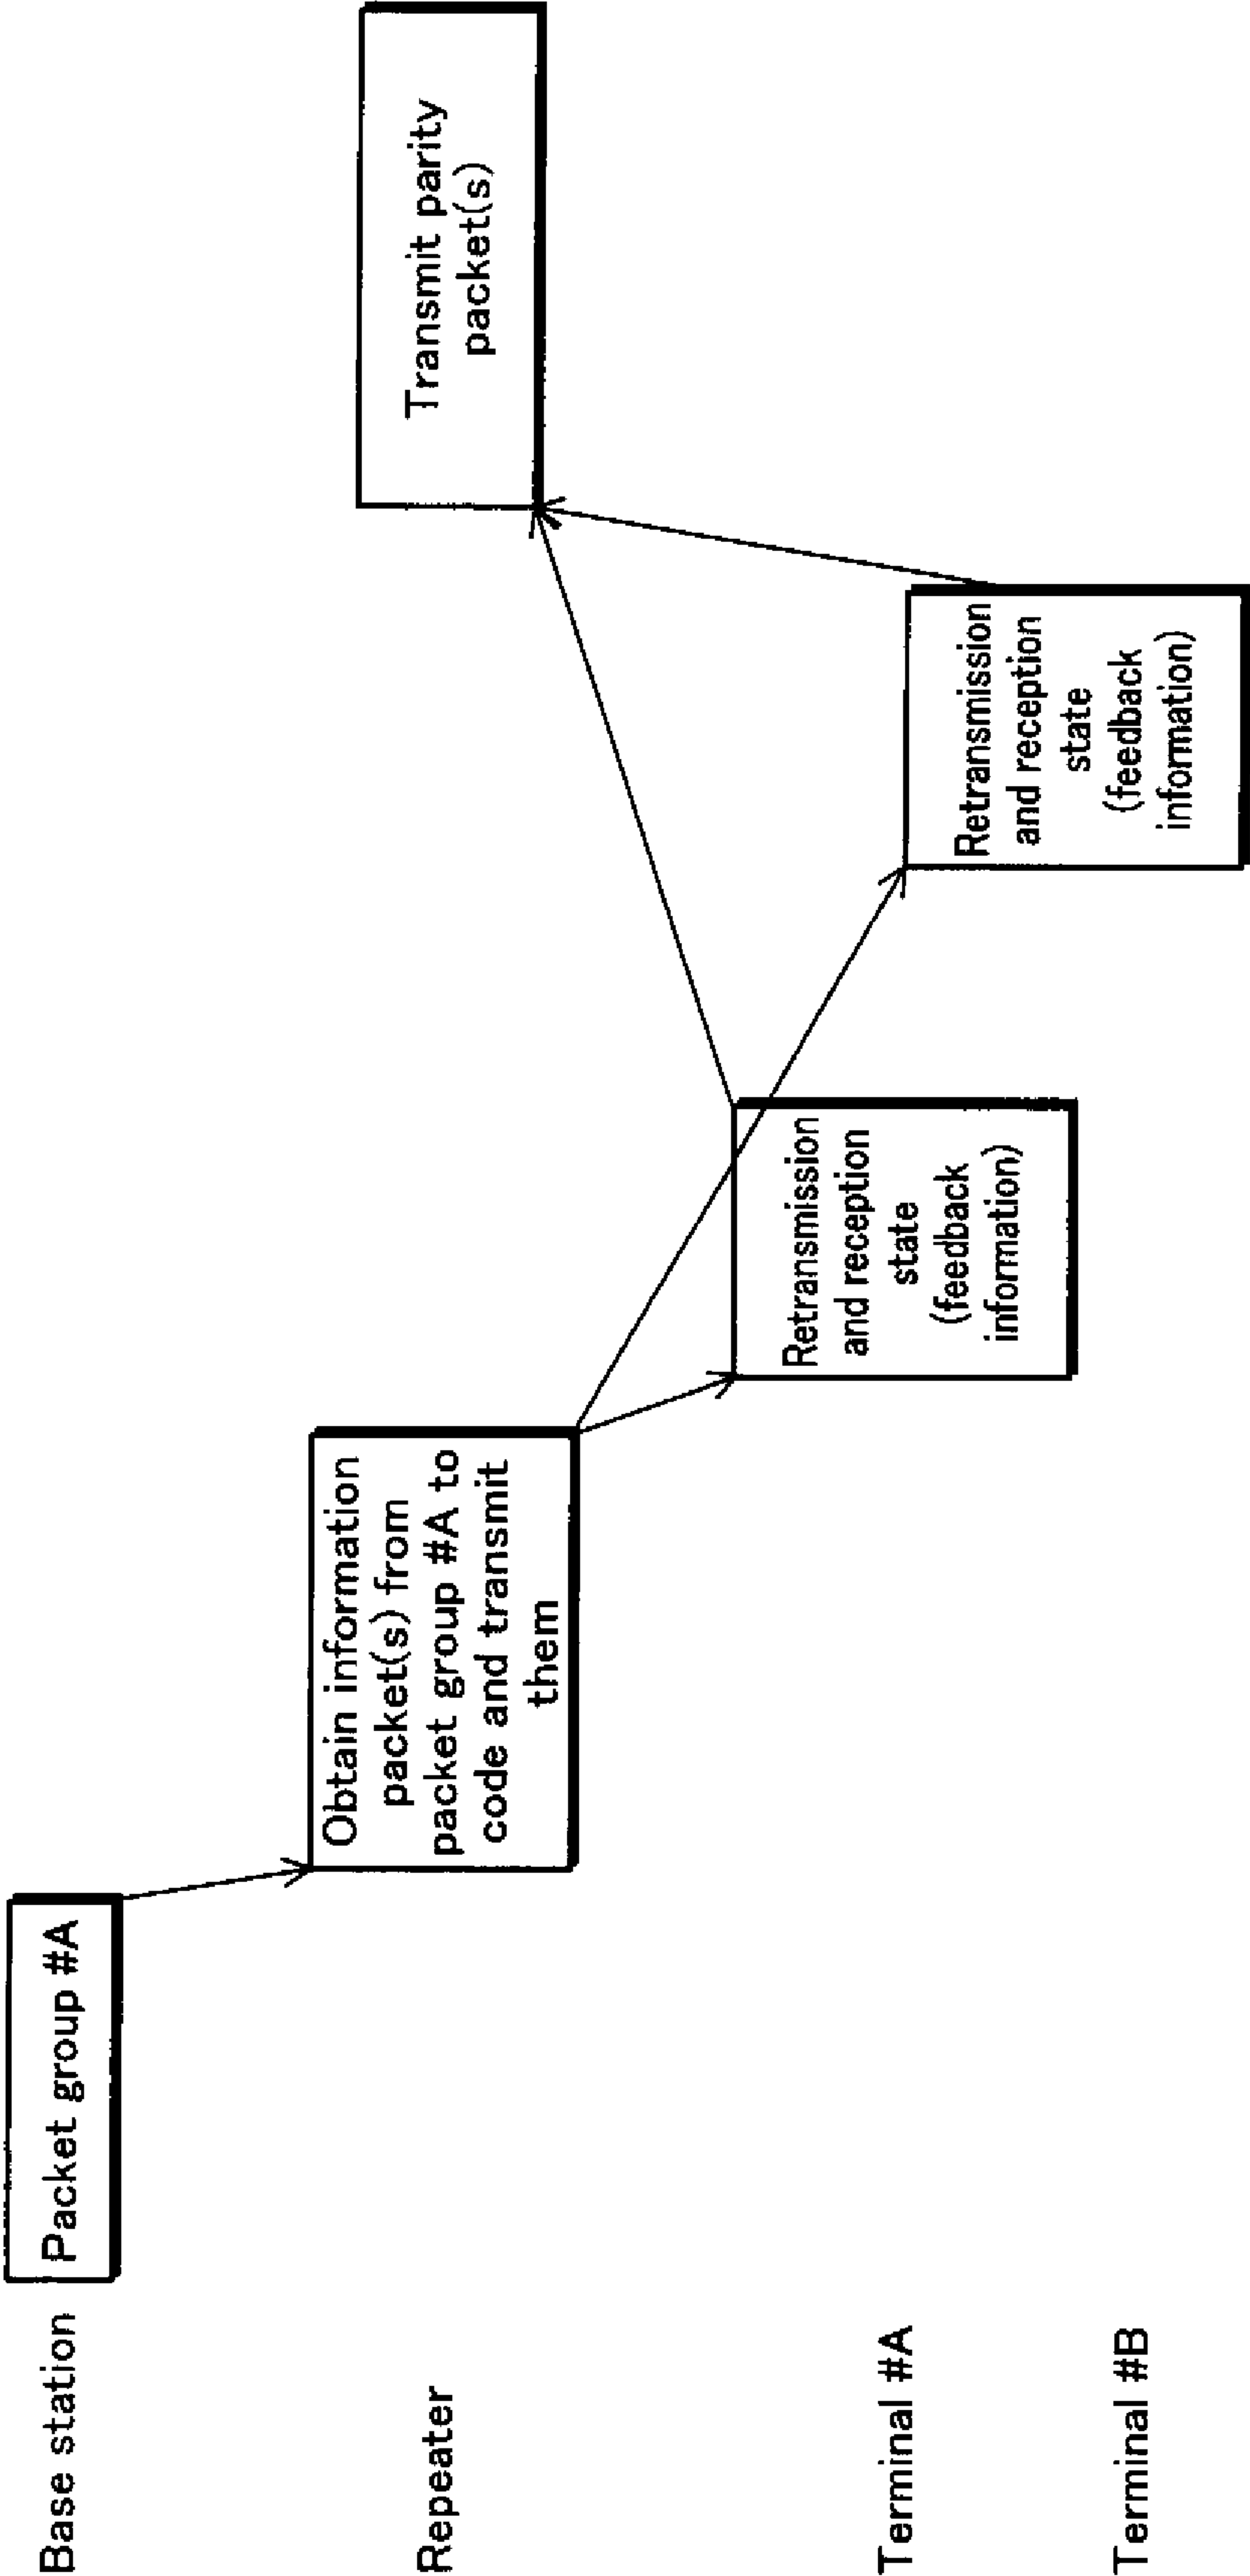 Base station
Packet group #A
Repeater
Obtain information
packet(s) from
packet group #A to
code and transmit
them
Transmit parity
packet(s)
Terminal #A
Retransmission
and reception
state
(feedback
information)
Terminal #B
Retransmission
and reception
state
(feedback
information)